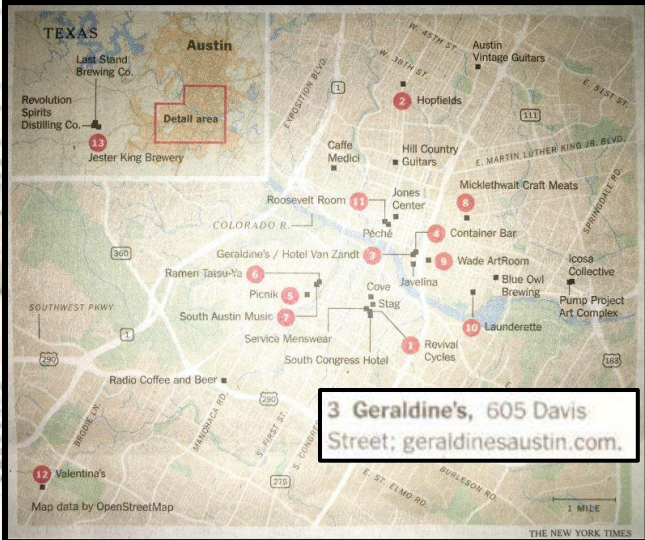 TEXAS
Austin
Last Stand
Brewing Co.
Revolution
Spirits
Distilling Co.
Detail area
13
Jester King Brewery
EXPOSITION BLVD.
1
W. 45TH ST
W. 38TH ST.
Austin
Vintage Guitars
E. 51ST ST.
2 Hopfields
111
Caffe
Medici
Hill Country
Guitars
E. MARTIN LUTHER KING JR. BLVD.
Micklethwait Craft Meats
8
SPRINGDALE RD.
Roosevelt Room 11
Jones
Center
COLORADO R.
Péché
4 Container Bar
360
Geraldine's / Hotel Van Zandt 3
9 Wade ArtRoom
Icosa
Collective
Ramen Tatsu-Ya 6
Javelina
Blue Owl
Brewing
Picnik 5
Cove
Stag
Pump Project
Art Complex
SOUTHWEST PKWY
South Austin Music 7
10 Launderette
1
Service Menswear
1 Revival
Cycles
South Congress Hotel
290
183
Radio Coffee and Beer
290
BRODIE LN.
MANCHACA RD.
S. FIRST ST.
S. CONGRE
3 Geraldine's, 605 Davis
Street; geraldinesaustin.com.
12 Valentina's
275
E. ST. ELMO RD.
BURLESON RD.
Map data by OpenStreetMap
1 MILE
THE NEW YORK TIMES